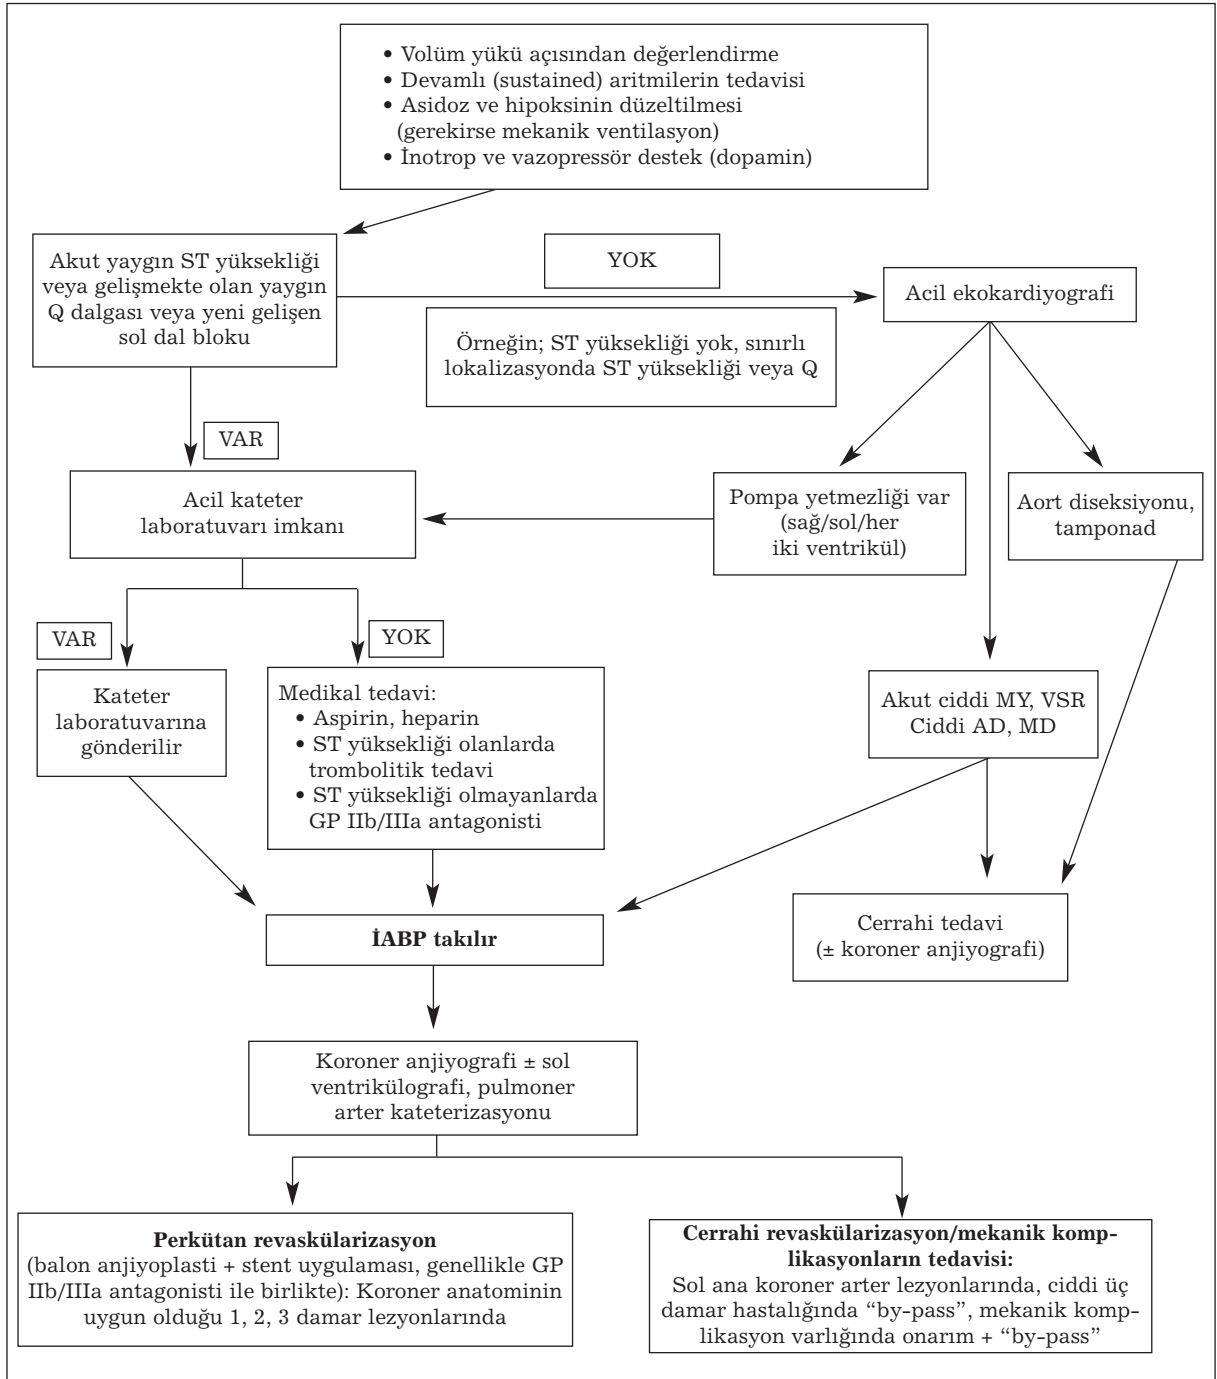 • Volüm yükü açısından değerlendirme
• Devamlı (sustained) aritmilerin tedavisi
• Asidoz ve hipoksinin düzeltilmesi
(gerekirse mekanik ventilasyon)
• İnotrop ve vazopressör destek (dopamin)
Akut yaygın ST yüksekliği
veya gelişmekte olan yaygın
Q dalgası veya yeni gelişen
sol dal bloku
YOK
Acil ekokardiyografi
Örneğin; ST yüksekliği yok, sınırlı
lokalizasyonda ST yüksekliği veya Q
VAR
Acil kateter
laboratuvarı imkanı
Pompa yetmezliği var
(sağ/sol/her
iki ventrikül)
Aort diseksiyonu,
tamponad
VAR
YOK
Kateter
laboratuvarına
gönderilir
Medikal tedavi:
• Aspirin, heparin
• ST yüksekliği olanlarda
trombolitik tedavi
• ST yüksekliği olmayanlarda
GP IIb/IIIa antagonisti
Akut ciddi MY, VSR
Ciddi AD, MD
İABP takılır
Cerrahi tedavi
(± koroner anjiyografi)
Koroner anjiyografi ± sol
ventrikülografi, pulmoner
arter kateterizasyonu
Perkütan revaskülarizasyon
(balon anjiyoplasti + stent uygulaması, genellikle GP
IIb/IIIa antagonisti ile birlikte): Koroner anatominin
uygun olduğu 1, 2, 3 damar lezyonlarında
Cerrahi revaskülarizasyon/mekanik komp-
likasyonların tedavisi:
Sol ana koroner arter lezyonlarında, ciddi üç
damar hastalığında “by-pass”, mekanik komp-
likasyon varlığında onarım + “by-pass”